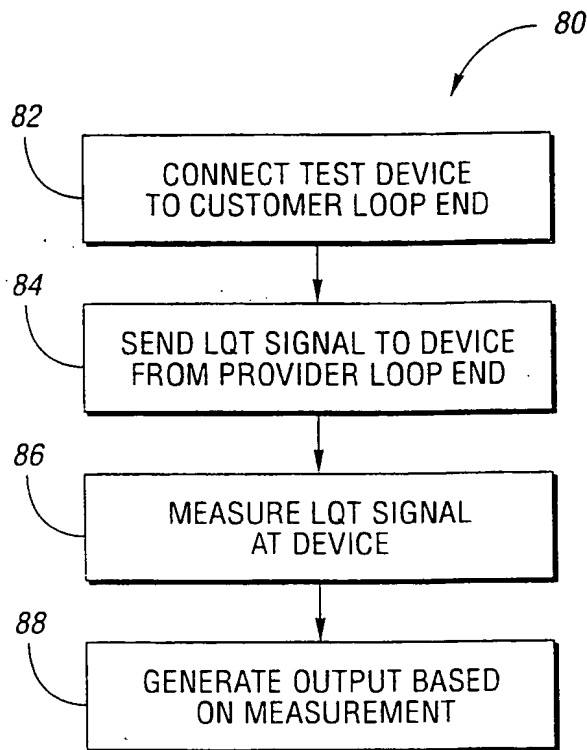 80
82
CONNECT TEST DEVICE
TO CUSTOMER LOOP END
84
SEND LQT SIGNAL TO DEVICE
FROM PROVIDER LOOP END
86
MEASURE LQT SIGNAL
AT DEVICE
88
GENERATE OUTPUT BASED
ON MEASUREMENT